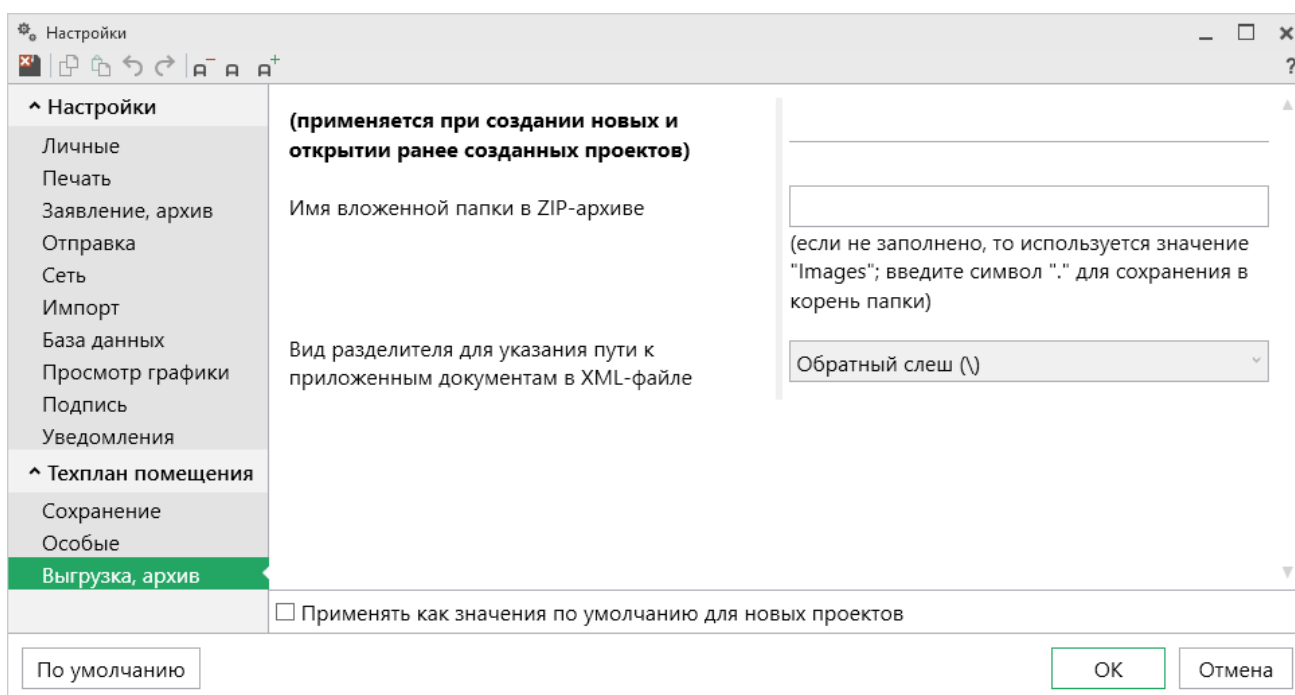 Настройки
^ Настройки
Личные
Печать
Заявление, архив
Отправка
Сеть
Импорт
База данных
Просмотр графики
Подпись
Уведомления
^ Техплан помещения
Сохранение
Особые
Выгрузка, архив
(применяется при создании новых и
открытии ранее созданных проектов)
Имя вложенной папки в ZIP-архиве
(если не заполнено, то используется значение
"Images"; введите символ "." для сохранения в
корень папки)
Вид разделителя для указания пути к
приложенным документам в XML-файле
Обратный слеш (\)
Применять как значения по умолчанию для новых проектов
По умолчанию
ОК
Отмена